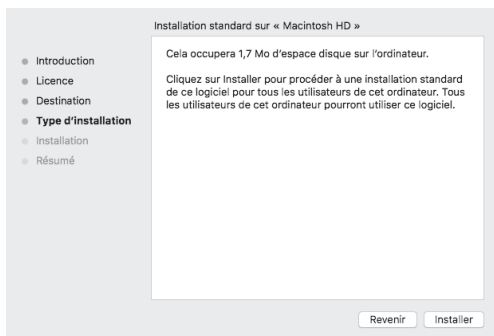 Installation standard sur « Macintosh HD »
Introduction
Licence
Destination
Type d'installation
Installation
Résumé
Cela occupera 1,7 Mo d'espace disque sur l'ordinateur.
Cliquez sur Installer pour procéder à une installation standard
de ce logiciel pour tous les utilisateurs de cet ordinateur. Tous
les utilisateurs de cet ordinateur pourront utiliser ce logiciel.
Revenir
Installer